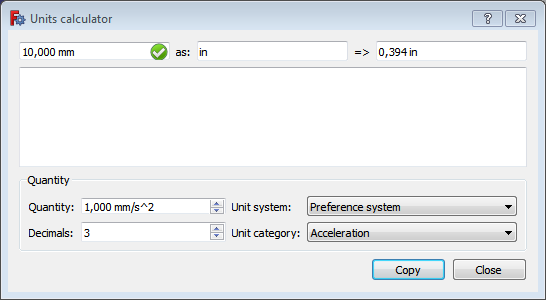 Units calculator
10,000 mm as: in => 0,394 in
Quantity
Quantity: 1,000 mm/s^2 Unit system: Preference system
Decimals: 3 Unit category: Acceleration
Copy Close